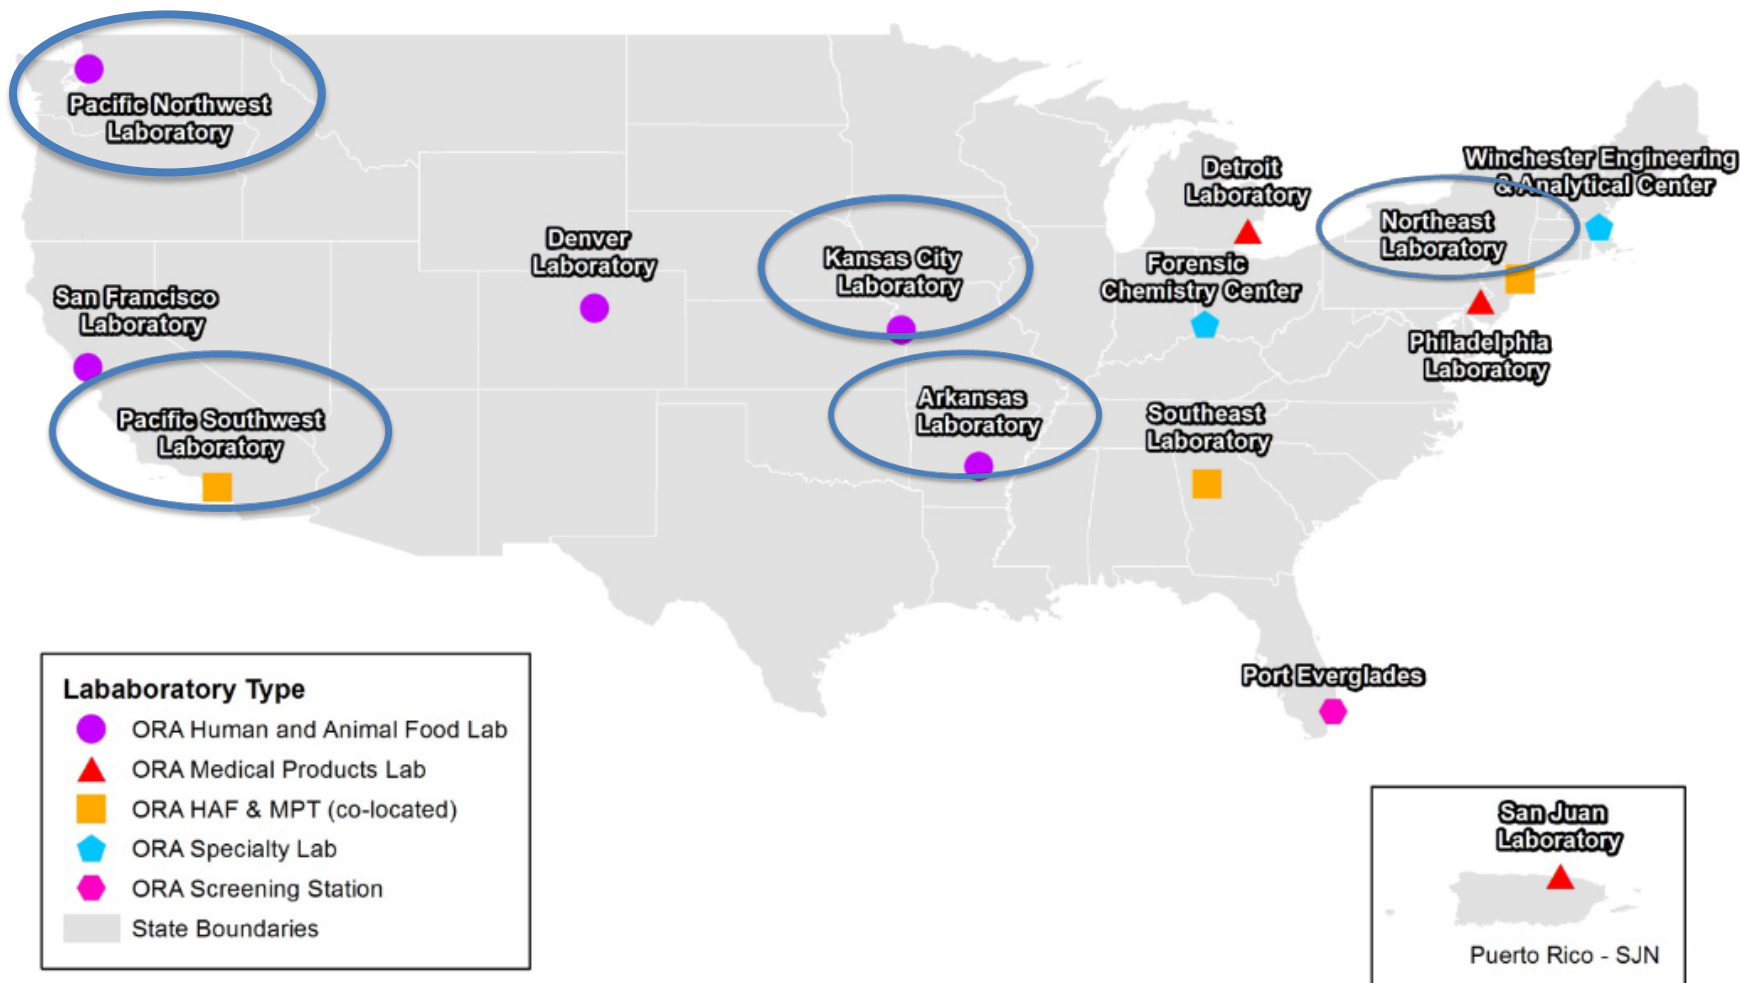 Pacific Northwest
Laboratory
Detroit
Laboratory
Winchester Engineering
& Analytical Center
Northeast
Laboratory
Denver
Laboratory
Kansas City
Laboratory
Forensic
Chemistry Center
San Francisco
Laboratory
Philadelphia
Laboratory
Pacific Southwest
Laboratory
Arkansas
Laboratory
Southeast
Laboratory
Port Everglades
Lababoratory Type
ORA Human and Animal Food Lab
ORA Medical Products Lab
ORA HAF & MPT (co-located)
ORA Specialty Lab
ORA Screening Station
State Boundaries
San Juan
Laboratory
Puerto Rico - SJN